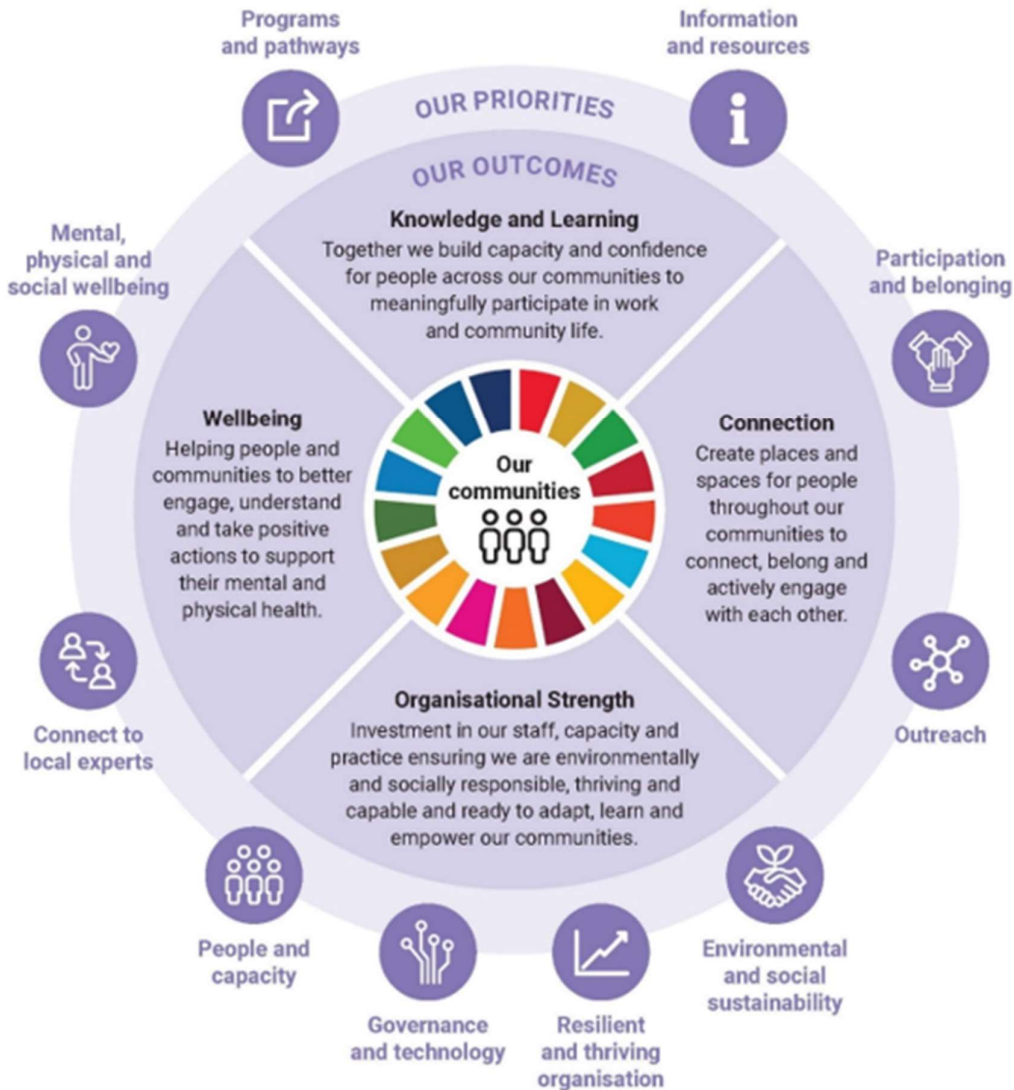 Programs
and pathways
Information
and resources
OUR PRIORITIES
OUR OUTCOMES
Knowledge and Learning
Together we build capacity and confidence
for people across our communities to
meaningfully participate in work
and community life.
Mental,
physical and
social wellbeing
Participation
and belonging
Wellbeing
Helping people and
communities to better
engage, understand
and take positive
actions to support
their mental and
physical health.
Our
communities
Connection
Create places and
spaces for people
throughout our
communities to
connect, belong and
actively engage
with each other.
Organisational Strength
Investment in our staff, capacity and
practice ensuring we are environmentally
and socially responsible, thriving and
capable and ready to adapt, learn and
empower our communities.
Connect to
local experts
Outreach
People and
capacity
Governance
and technology
Resilient
and thriving
organisation
Environmental
and social
sustainability